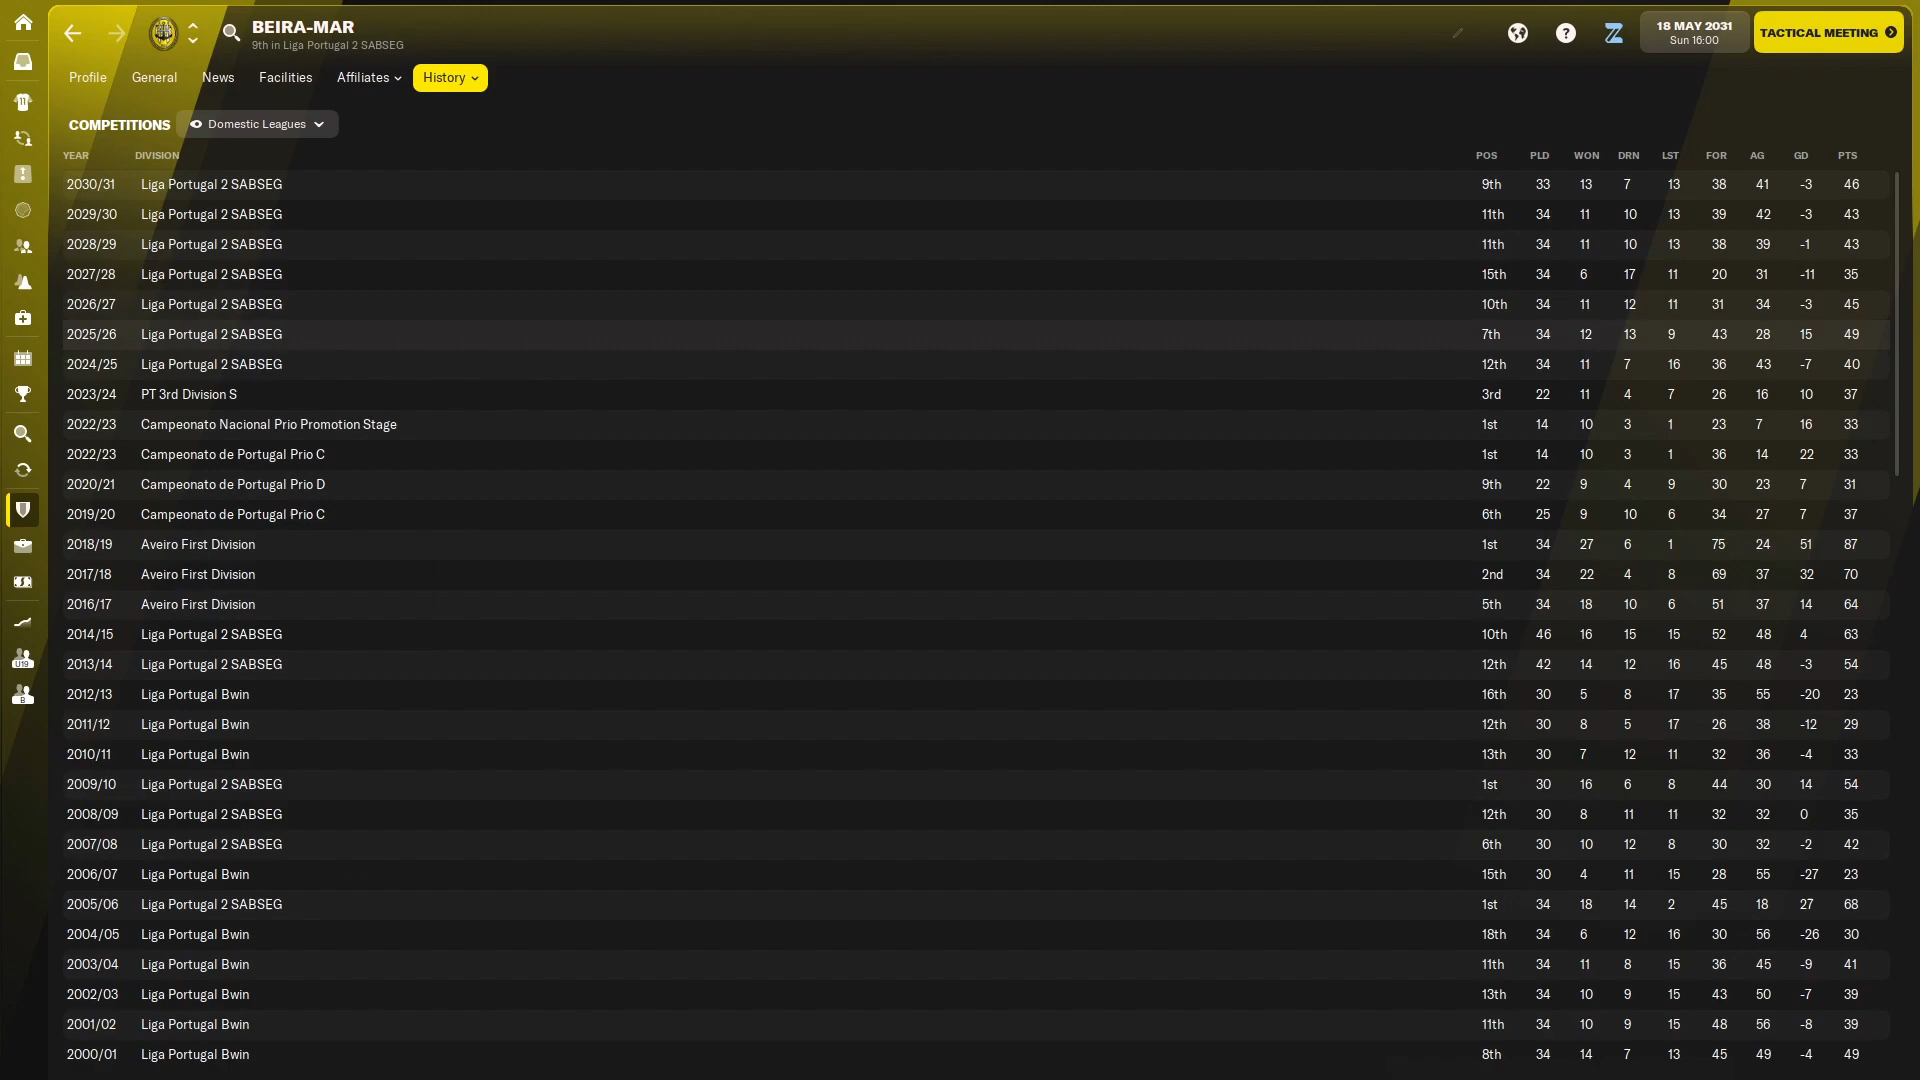 BEIRA-MAR
9th in Liga Portugal 2 SABSEG
18 MAY 2031
Sun 16:00
TACTICAL MEETING
Profile General News Facilities Affiliates History
COMPETITIONS Domestic Leagues
YEAR DIVISION POS PLD WON DRN LST FOR AG GD PTS
2030/31 Liga Portugal 2 SABSEG 9th 33 13 7 13 38 41 -3 46
2029/30 Liga Portugal 2 SABSEG 11th 34 11 10 13 39 42 -3 43
2028/29 Liga Portugal 2 SABSEG 11th 34 11 10 13 38 39 -1 43
2027/28 Liga Portugal 2 SABSEG 15th 34 6 17 11 20 31 -11 35
2026/27 Liga Portugal 2 SABSEG 10th 34 11 12 11 31 34 -3 45
2025/26 Liga Portugal 2 SABSEG 7th 34 12 13 9 43 28 15 49
2024/25 Liga Portugal 2 SABSEG 12th 34 11 7 16 36 43 -7 40
2023/24 PT 3rd Division S 3rd 22 11 4 7 26 16 10 37
2022/23 Campeonato Nacional Prio Promotion Stage 1st 14 10 3 1 23 7 16 33
2022/23 Campeonato de Portugal Prio C 1st 14 10 3 1 36 14 22 33
2020/21 Campeonato de Portugal Prio D 9th 22 9 4 9 30 23 7 31
2019/20 Campeonato de Portugal Prio C 6th 25 9 10 6 34 27 7 37
2018/19 Aveiro First Division 1st 34 27 6 1 75 24 51 87
2017/18 Aveiro First Division 2nd 34 22 4 8 69 37 32 70
2016/17 Aveiro First Division 5th 34 18 10 6 51 37 14 64
2014/15 Liga Portugal 2 SABSEG 10th 46 16 15 15 52 48 4 63
2013/14 Liga Portugal 2 SABSEG 12th 42 14 12 16 45 48 -3 54
2012/13 Liga Portugal Bwin 16th 30 5 8 17 35 55 -20 23
2011/12 Liga Portugal Bwin 12th 30 8 5 17 26 38 -12 29
2010/11 Liga Portugal Bwin 13th 30 7 12 11 32 36 -4 33
2009/10 Liga Portugal 2 SABSEG 1st 30 16 6 8 44 30 14 54
2008/09 Liga Portugal 2 SABSEG 12th 30 8 11 11 32 32 0 35
2007/08 Liga Portugal 2 SABSEG 6th 30 10 12 8 30 32 -2 42
2006/07 Liga Portugal Bwin 15th 30 4 11 15 28 55 -27 23
2005/06 Liga Portugal 2 SABSEG 1st 34 18 14 2 45 18 27 68
2004/05 Liga Portugal Bwin 18th 34 6 12 16 30 56 -26 30
2003/04 Liga Portugal Bwin 11th 34 11 8 15 36 45 -9 41
2002/03 Liga Portugal Bwin 13th 34 10 9 15 43 50 -7 39
2001/02 Liga Portugal Bwin 11th 34 10 9 15 48 56 -8 39
2000/01 Liga Portugal Bwin 8th 34 14 7 13 45 49 -4 49
11
U19
B